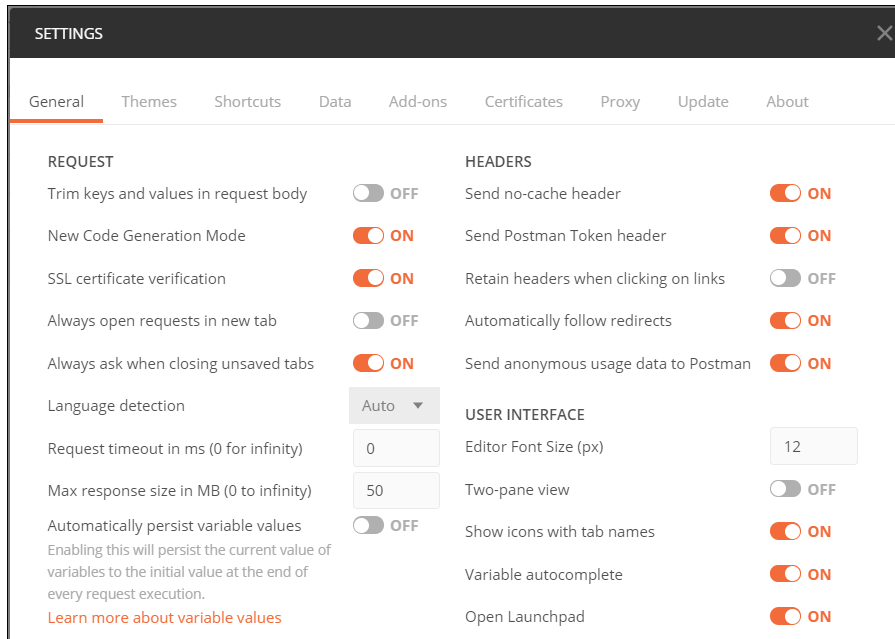 SETTINGS
General Themes Shortcuts Data Add-ons Certificates Proxy Update About
REQUEST
Trim keys and values in request body OFF
New Code Generation Mode ON
SSL certificate verification ON
Always open requests in new tab OFF
Always ask when closing unsaved tabs ON
Language detection Auto
Request timeout in ms (0 for infinity) 0
Max response size in MB (0 to infinity) 50
Automatically persist variable values OFF
Enabling this will persist the current value of
variables to the initial value at the end of
every request execution.
Learn more about variable values
HEADERS
Send no-cache header ON
Send Postman Token header ON
Retain headers when clicking on links OFF
Automatically follow redirects ON
Send anonymous usage data to Postman ON
USER INTERFACE
Editor Font Size (px) 12
Two-pane view OFF
Show icons with tab names ON
Variable autocomplete ON
Open Launchpad ON